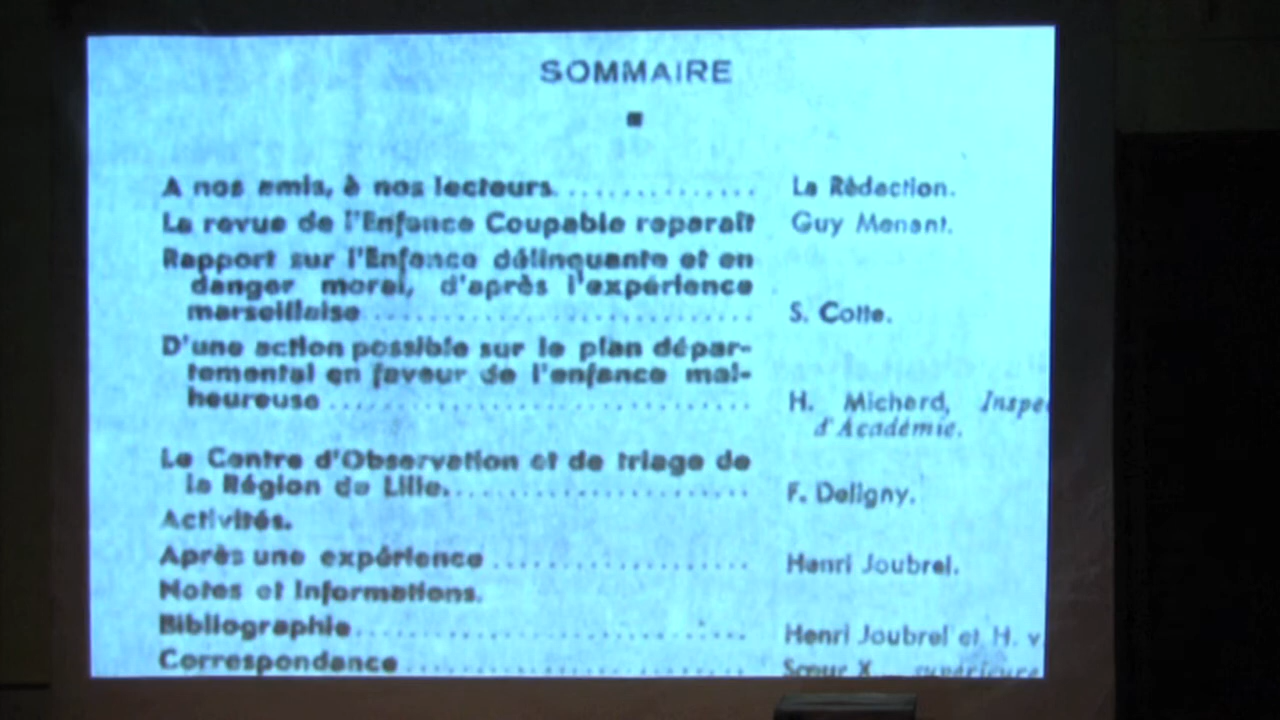 SOMMAIRE
A nos amis, à nos lecteurs. La Rédaction.
La revue de l'Enfance Coupable reparaît Guy Menant.
Rapport sur l'Enfance délinquante et en
danger moral, d'après l'expérience
marseillaise S. Cotte.
D'une action possible sur le plan dépar-
temental en faveur de l'enfance mal-
heureuse H. Michard, Inspe
d'Académie.
Le Centre d'Observation et de triage de
la Région de Lille. F. Deligny.
Activités.
Après une expérience Henri Joubrel.
Notes et Informations.
Bibliographie Henri Joubrel et H. v
Correspondance Sœur X. supérieure